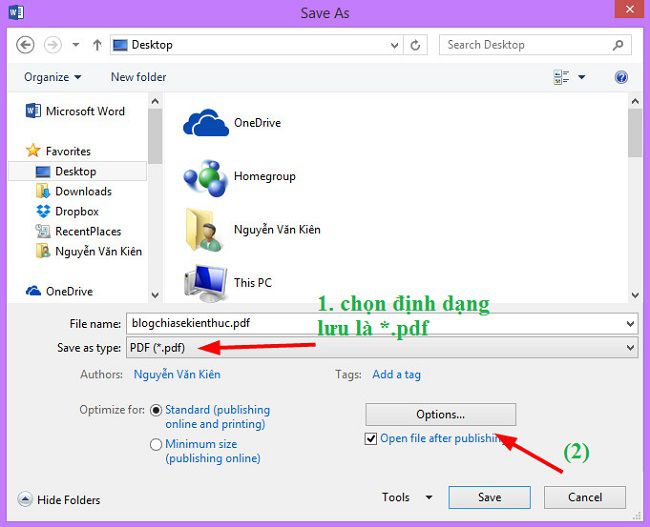 Save As
Desktop
Search Desktop
Organize New folder
Microsoft Word
Favorites
Desktop
Downloads
Dropbox
RecentPlaces
Nguyễn Văn Kiên
OneDrive
OneDrive
Homegroup
Nguyễn Văn Kiên
This PC
1. chọn định dạng
lưu là *.pdf
File name: blogchiasekienthuc.pdf
Save as type: PDF (*.pdf)
Authors: Nguyễn Văn Kiên Tags: Add a tag
Optimize for: Standard (publishing
online and printing)
Minimum size
(publishing online)
Options...
Open file after publishing
(2)
Hide Folders Tools Save Cancel